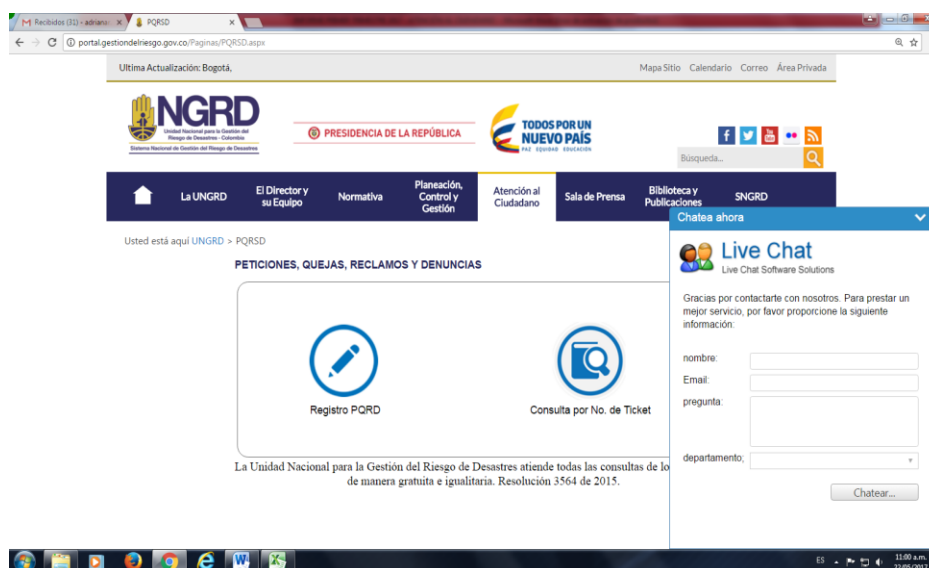 Recibidos (31) - adriana
PQRSD
portal.gestiondelriesgo.gov.co/Paginas/PQRSD.aspx
Ultima Actualización: Bogotá,
Mapa Sitio Calendario Correo Área Privada
NGRD
Unidad Nacional para la Gestión del
Riesgo de Desastres - Colombia
Sistema Nacional de Gestión del Riesgo de Desastres
PRESIDENCIA DE LA REPÚBLICA
TODOS POR UN
NUEVO PAÍS
PAZ EQUIDAD EDUCACIÓN
Búsqueda...
La UNGRD
El Director y
su Equipo
Normativa
Planeación,
Control y
Gestión
Atención al
Ciudadano
Sala de Prensa
Biblioteca y
Publicaciones
SNGRD
Usted está aquí UNGRD > PQRSD
PETICIONES, QUEJAS, RECLAMOS Y DENUNCIAS
Registro PQRD
Consulta por No. de Ticket
La Unidad Nacional para la Gestión del Riesgo de Desastres atiende todas las consultas de lo
de manera gratuita e igualitaria. Resolución 3564 de 2015.
Chatea ahora
Live Chat
Live Chat Software Solutions
Gracias por contactarte con nosotros. Para prestar un
mejor servicio, por favor proporcione la siguiente
información:
nombre:
Email:
pregunta:
departamento;
Chatear...
ES
11:00 a.m.
22/05/2017